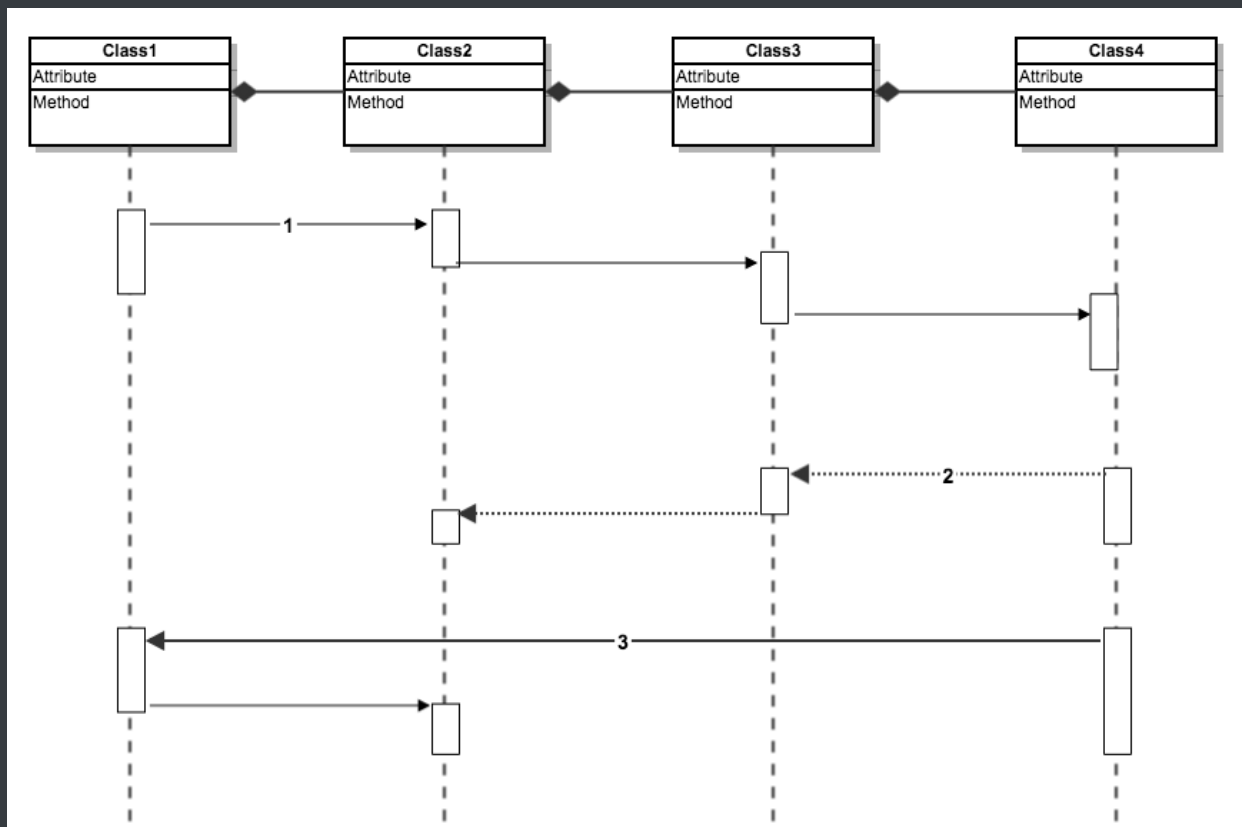 Class1
Attribute
Method
Class2
Attribute
Method
Class3
Attribute
Method
Class4
Attribute
Method
1
2
3